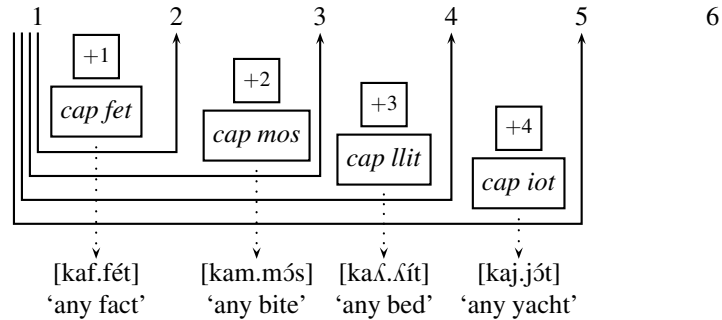 1 2 3 4 5 6
+1
+2
+3
+4
cap fet
cap mos
cap llit
cap iot
[kaf.fét] [kam.mɔ́s] [kaʎ.ʎít] [kaj.jɔ́t]
‘any fact’ ‘any bite’ ‘any bed’ ‘any yacht’